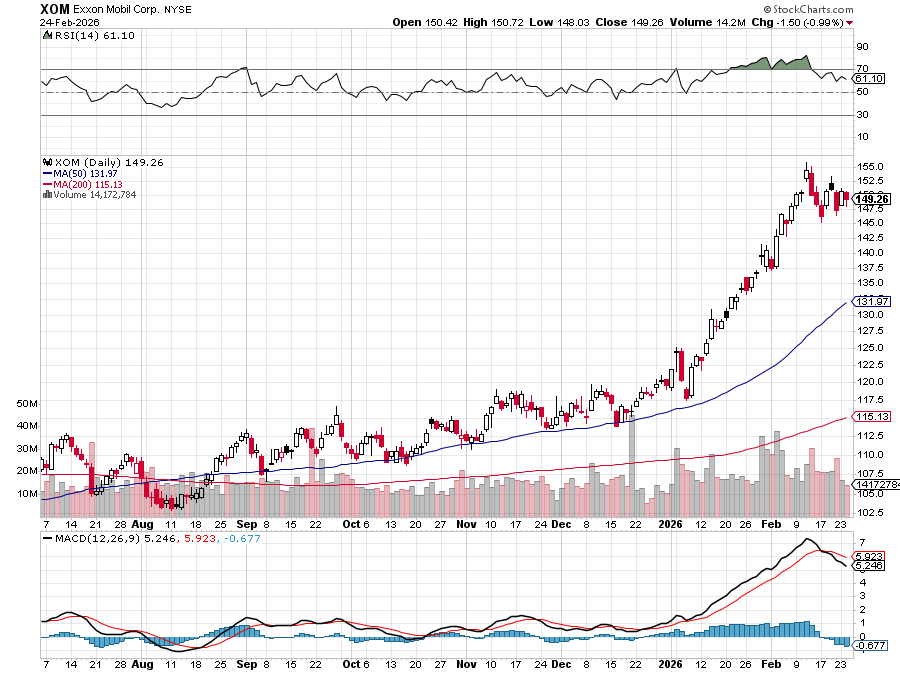 XOM Exxon Mobil Corp. NYSE
© StockCharts.com
24-Feb-2026
Open 150.42 High 150.72 Low 148.03 Close 149.26 Volume 14.2M Chg -1.50 (-0.99%)
RSI(14) 61.10
90
70
61.10
50
30
10
XOM (Daily) 149.26
MA(50) 131.97
MA(200) 115.13
Volume 14,172,784
155.0
152.5
149.26
147.5
145.0
142.5
140.0
137.5
135.0
131.97
130.0
127.5
125.0
122.5
120.0
117.5
115.13
112.5
110.0
107.5
14172784
105.0
102.5
50M
40M
30M
20M
10M
7 14 21 28 Aug 11 18 25 Sep 8 15 22 Oct 6 13 20 27 Nov 10 17 24 Dec 8 15 22 2026 12 20 26 Feb 9 17 23
MACD(12,26,9) 5.246, 5.923, -0.677
7
5.923
5.246
4
3
2
1
0
-0.677
7 14 21 28 Aug 11 18 25 Sep 8 15 22 Oct 6 13 20 27 Nov 10 17 24 Dec 8 15 22 2026 12 20 26 Feb 9 17 23